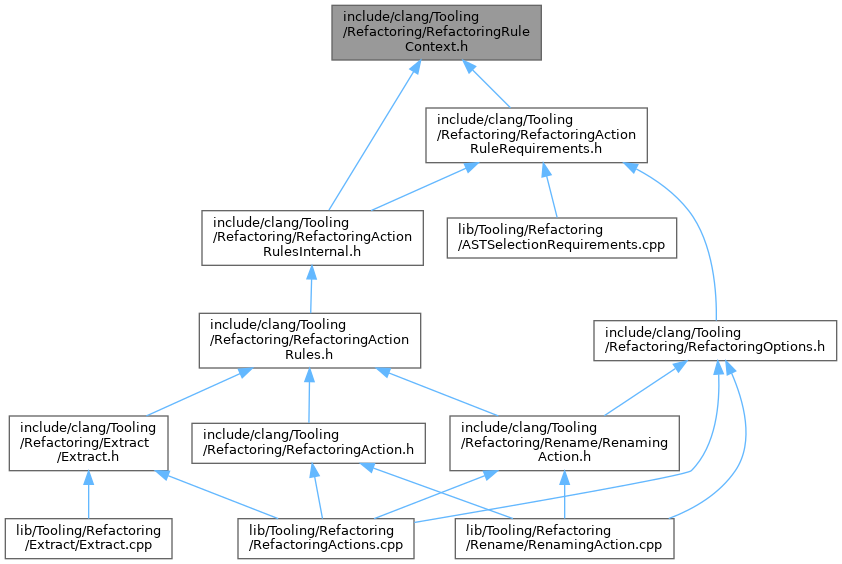 include/clang/Tooling
/Refactoring/RefactoringRule
Context.h
include/clang/Tooling
/Refactoring/RefactoringAction
RuleRequirements.h
include/clang/Tooling
/Refactoring/RefactoringAction
RulesInternal.h
lib/Tooling/Refactoring
/ASTSelectionRequirements.cpp
include/clang/Tooling
/Refactoring/RefactoringAction
Rules.h
include/clang/Tooling
/Refactoring/RefactoringOptions.h
include/clang/Tooling
/Refactoring/Extract
/Extract.h
include/clang/Tooling
/Refactoring/RefactoringAction.h
include/clang/Tooling
/Refactoring/Rename/Renaming
Action.h
lib/Tooling/Refactoring
/Extract/Extract.cpp
lib/Tooling/Refactoring
/RefactoringActions.cpp
lib/Tooling/Refactoring
/Rename/RenamingAction.cpp